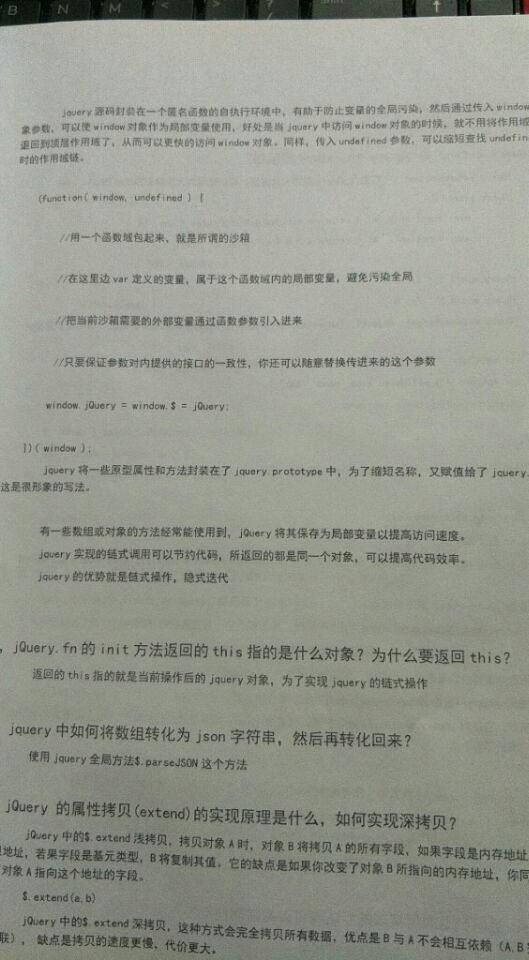 B N M < >
jquery 源码封装在一个匿名函数的自执行环境中，有助于防止变量的全局污染，然后通过传入 window
象参数，可以使 window 对象作为局部变量使用，好处是当 jquery 中访问 window 对象的时候，就不用将作用域
退回到顶层作用域了，从而可以更快的访问 window 对象。同样，传入 undefined 参数，可以缩短查找 undefin
时的作用域链。
(function( window, undefined ) {
//用一个函数域包起来，就是所谓的沙箱
//在这里边 var 定义的变量，属于这个函数域内的局部变量，避免污染全局
//把当前沙箱需要的外部变量通过函数参数引入进来
//只要保证参数对内提供的接口的一致性，你还可以随意替换传进来的这个参数
window.jQuery = window.$ = jQuery;
})( window );
jquery 将一些原型属性和方法封装在了 jquery.prototype 中，为了缩短名称，又赋值给了 jquery.
这是很形象的写法。
有一些数组或对象的方法经常能使用到，jQuery 将其保存为局部变量以提高访问速度。
jquery 实现的链式调用可以节约代码，所返回的都是同一个对象，可以提高代码效率。
jquery 的优势就是链式操作，隐式迭代
，jQuery.fn 的 init 方法返回的 this 指的是什么对象？为什么要返回 this？
返回的 this 指的就是当前操作后的 jquery 对象，为了实现 jquery 的链式操作
jquery 中如何将数组转化为 json 字符串，然后再转化回来？
使用 jquery 全局方法$.parseJSON 这个方法
jQuery 的属性拷贝(extend)的实现原理是什么，如何实现深拷贝？
jQuery 中的$.extend 浅拷贝，拷贝对象 A 时，对象 B 将拷贝 A 的所有字段，如果字段是内存地址
地址，若果字段是基元类型，B 将复制其值。它的缺点是如果你改变了对象 B 所指向的内存地址，你同
对象 A 指向这个地址的字段。
$.extend(a,b)
jQuery 中的$.extend 深拷贝，这种方式会完全拷贝所有数据，优点是 B 与 A 不会相互依赖（A,B
联），缺点是拷贝的速度更慢，代价更大。